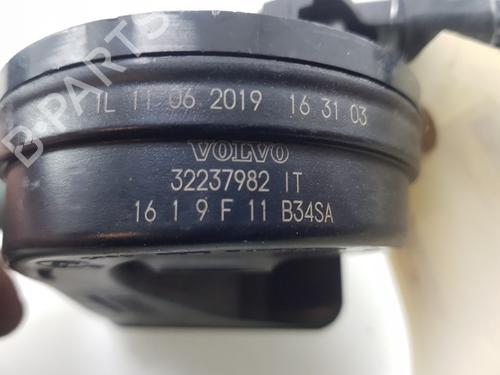 B PARTS
TL 11 06 2019 16 31 03
VOLVO
32237982 IT
16 1 9 F 11 B34SA